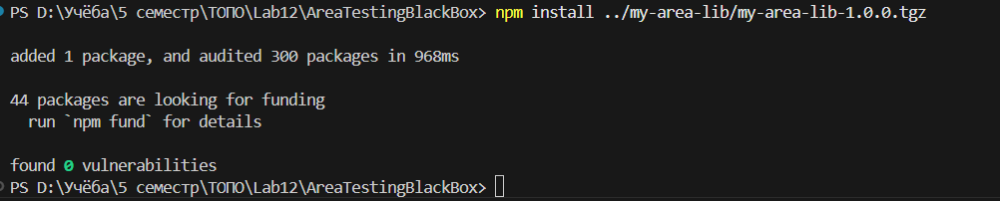 PS D:\Учёба\5 семестр\ТОПО\Lab12\AreaTestingBlackBox> npm install ../my-area-lib/my-area-lib-1.0.0.tgz
added 1 package, and audited 300 packages in 968ms
44 packages are looking for funding
  run `npm fund` for details
found 0 vulnerabilities
PS D:\Учёба\5 семестр\ТОПО\Lab12\AreaTestingBlackBox>